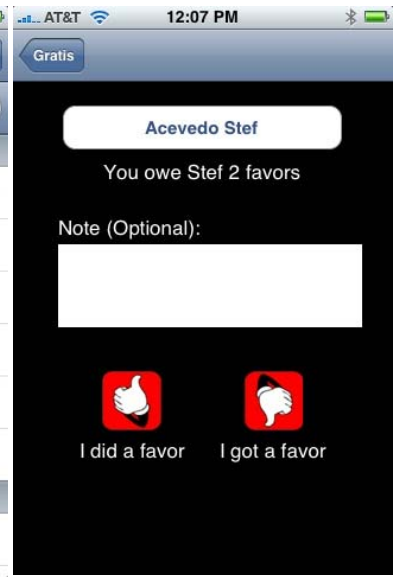 AT&T 12:07 PM
Gratis
Acevedo Stef
You owe Stef 2 favors
Note (Optional):
I did a favor I got a favor